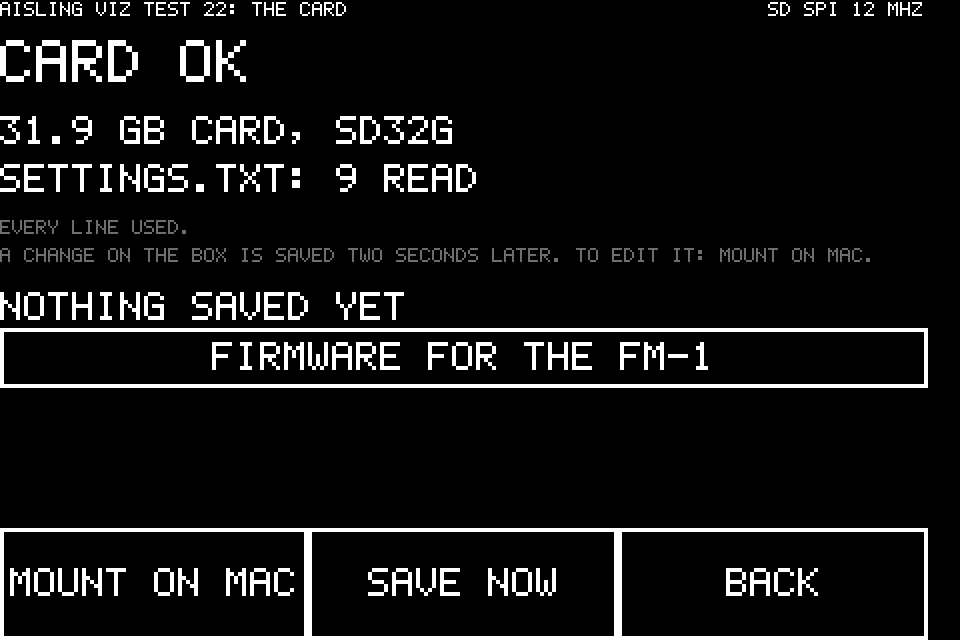 AISLING VIZ TEST 22: THE CARD
SD SPI 12 MHZ
CARD OK
31.9 GB CARD, SD32G
SETTINGS.TXT: 9 READ
EVERY LINE USED.
A CHANGE ON THE BOX IS SAVED TWO SECONDS LATER. TO EDIT IT: MOUNT ON MAC.
NOTHING SAVED YET
FIRMWARE FOR THE FM-1
MOUNT ON MAC
SAVE NOW
BACK